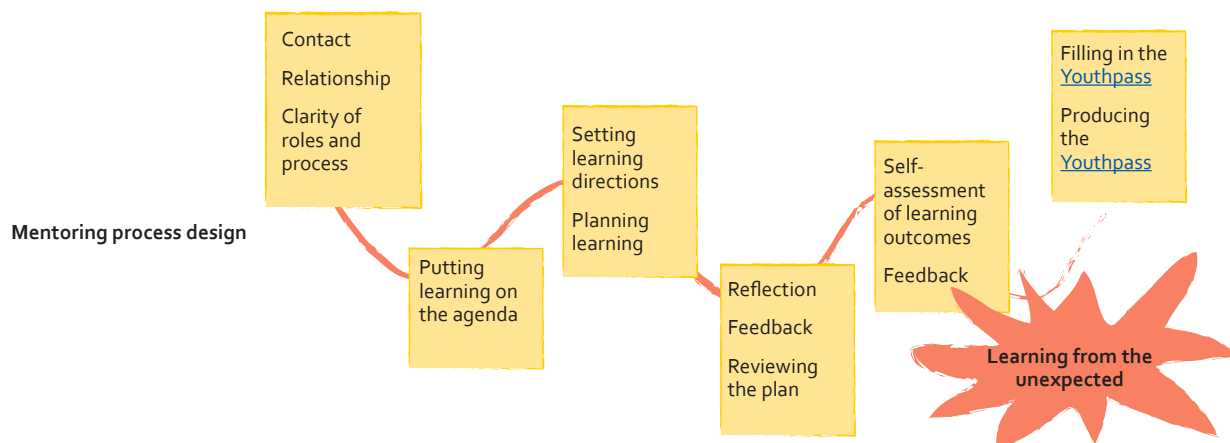 Mentoring process design
Contact
Relationship
Clarity of
roles and
process
Putting
learning on
the agenda
Setting
learning
directions
Planning
learning
Reflection
Feedback
Reviewing
the plan
Self-
assessment
of learning
outcomes
Feedback
Filling in the
Youthpass
Producing
the
Youthpass
Learning from the
unexpected